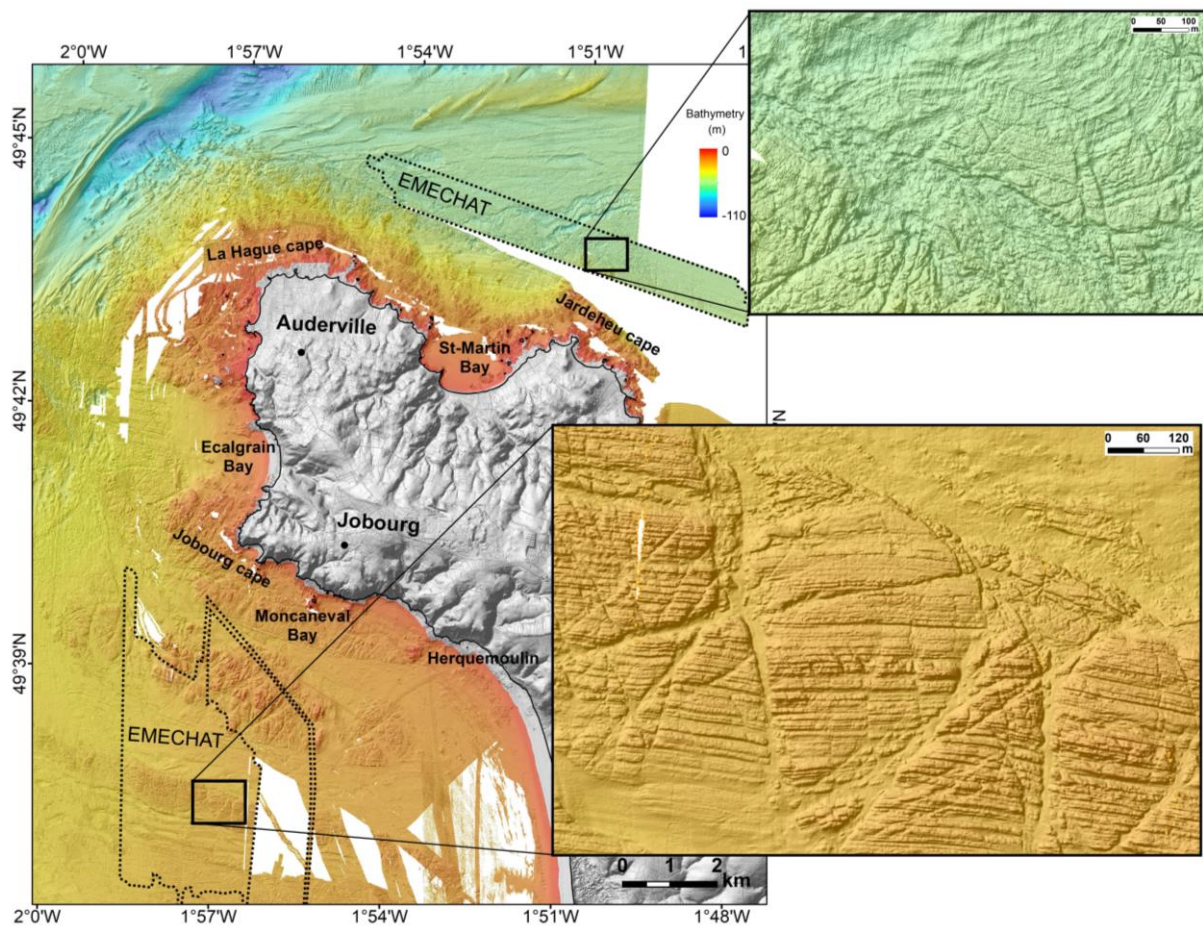 2°0'W
1°57'W
1°54'W
1°51'W
0 50 100
m
Bathymetry
(m)
0
-110
49°45'N
EMECHAT
La Hague cape
Jardeheu cape
Auderville
St-Martin
Bay
49°42'N
Ecalgrain
Bay
0 60 120
m
Jobourg
Jobourg cape
Moncaneval
Bay
Herquemoulin
49°39'N
EMECHAT
0 1 2
km
2°0'W
1°57'W
1°54'W
1°51'W
1°48'W